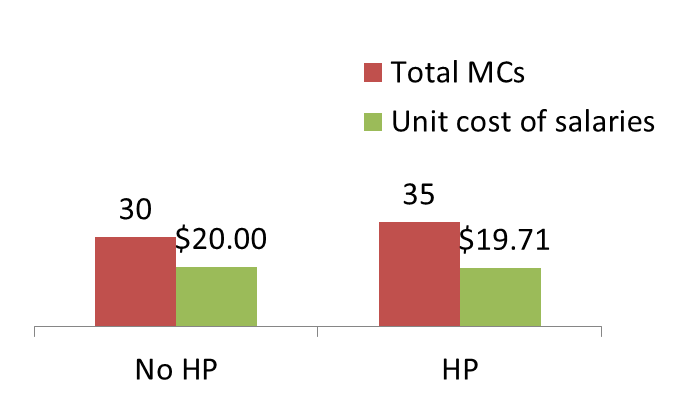 Total MCs
Unit cost of salaries
30
$20.00
35
$19.71
No HP
HP